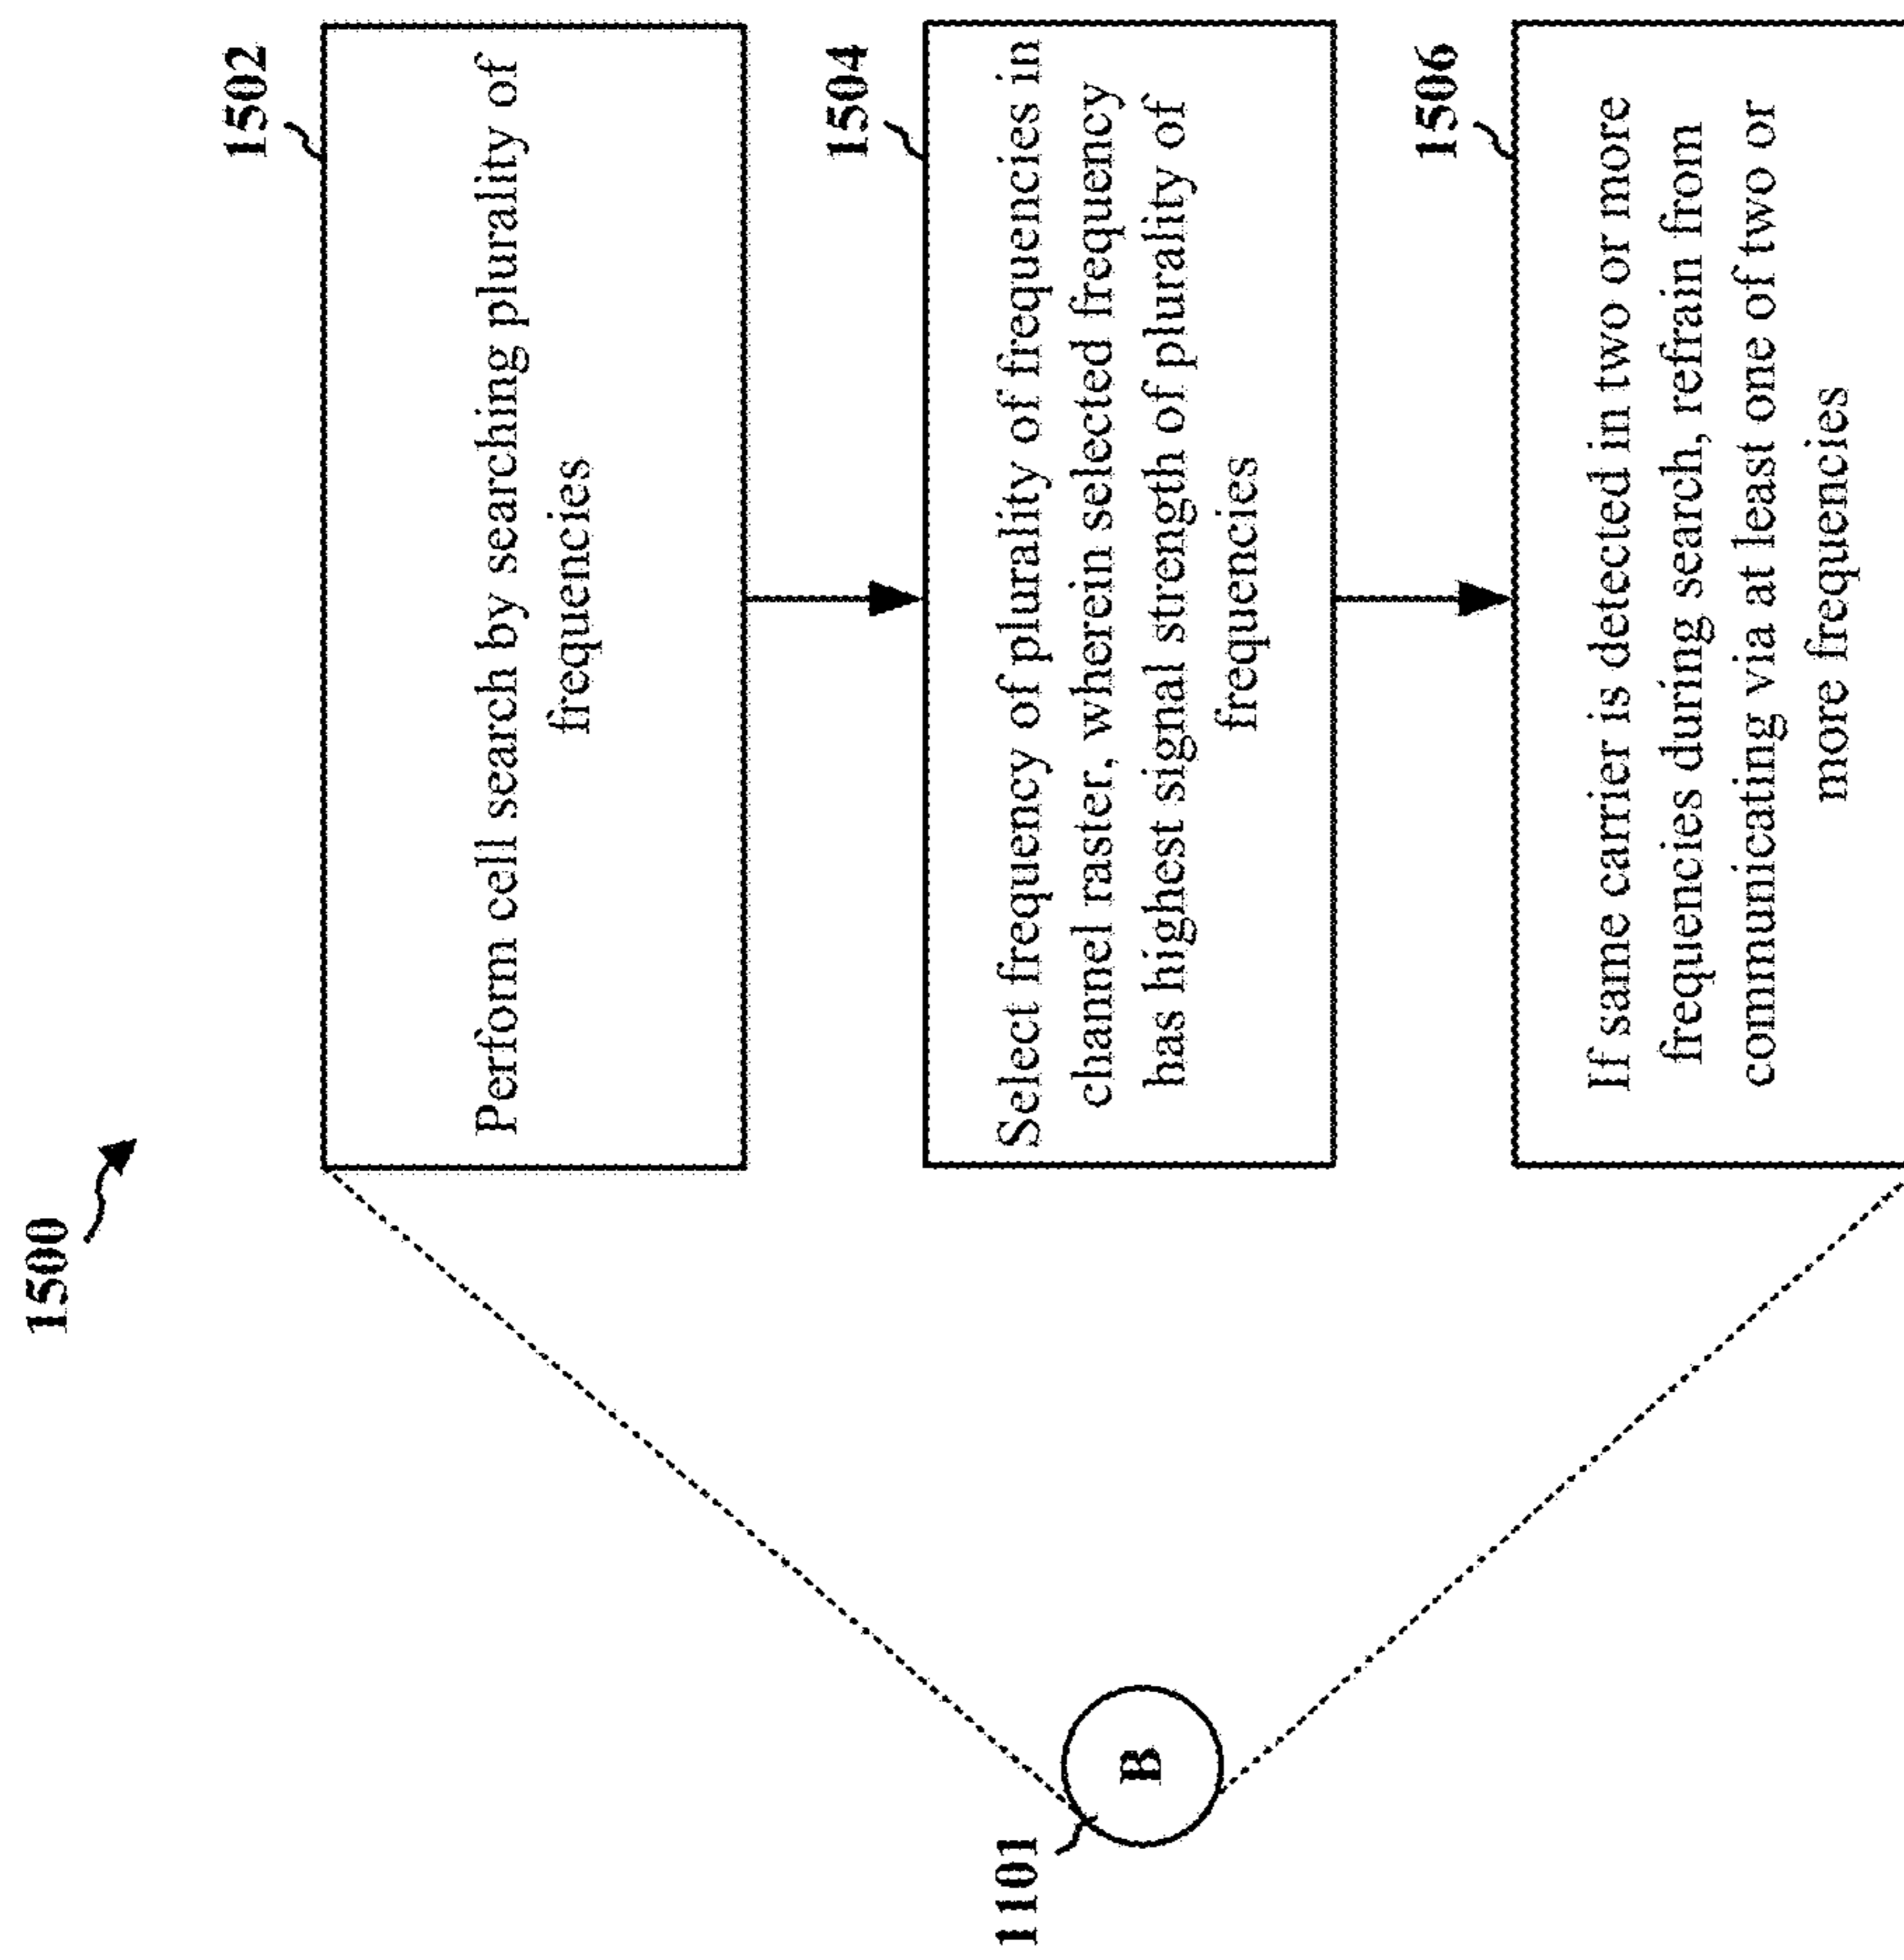 1500
1502
Perform cell search by searching plurality of
frequencies
1504
Select frequency of plurality of frequencies in
channel raster, wherein selected frequency
has highest signal strength of plurality of
frequencies
1506
If same carrier is detected in two or more
frequencies during search, refrain from
communicating via at least one of two or
more frequencies
1101
B